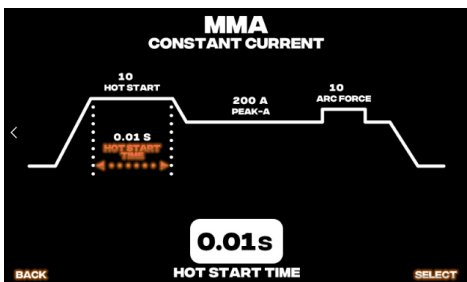 MMA
CONSTANT CURRENT
10
HOT START
200 A
PEAK-A
10
ARC FORCE
0.01 S
HOT START
TIME
0.01S
HOT START TIME
BACK
SELECT